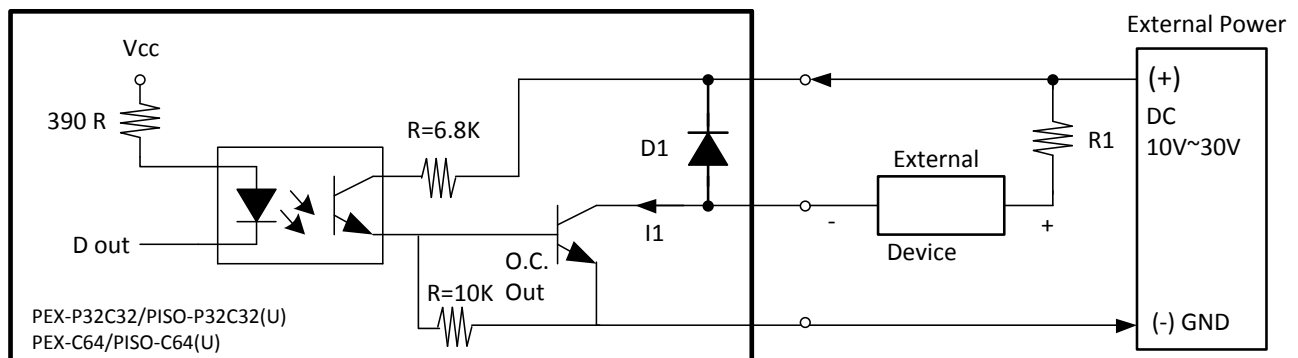 External Power
Vcc
390 R
R=6.8K
D1
(+)
DC
10V~30V
R1
External
Device
-
+
I1
D out
O.C.
Out
R=10K
(-) GND
PEX-P32C32/PISO-P32C32(U)
PEX-C64/PISO-C64(U)